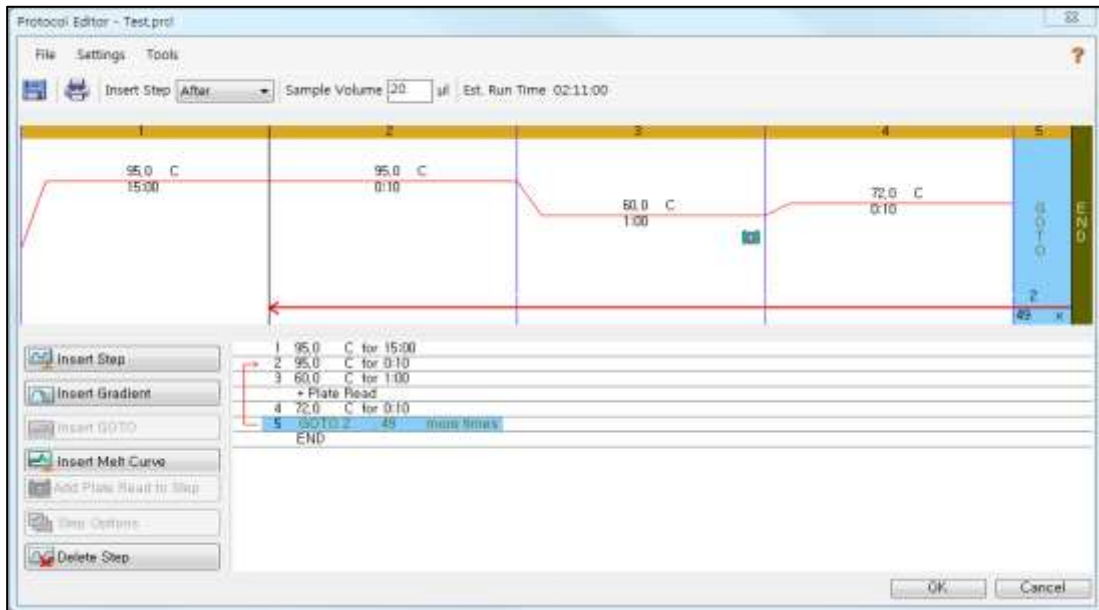 Protocol Editor - Test.prcl
File Settings Tools
?
Insert Step After Sample Volume 20 μl Est. Run Time 02:11:00
1 2 3 4 5
95.0 C
15:00
95.0 C
0:10
60.0 C
1:00
72.0 C
0:10
GOTO
2
49 x
END
Insert Step
Insert Gradient
Insert GOTO
Insert Melt Curve
Add Plate Read to Step
Step Options
Delete Step
1 95.0 C for 15:00
2 95.0 C for 0:10
3 60.0 C for 1:00
+ Plate Read
4 72.0 C for 0:10
5 GOTO 2 49 more times
END
OK Cancel